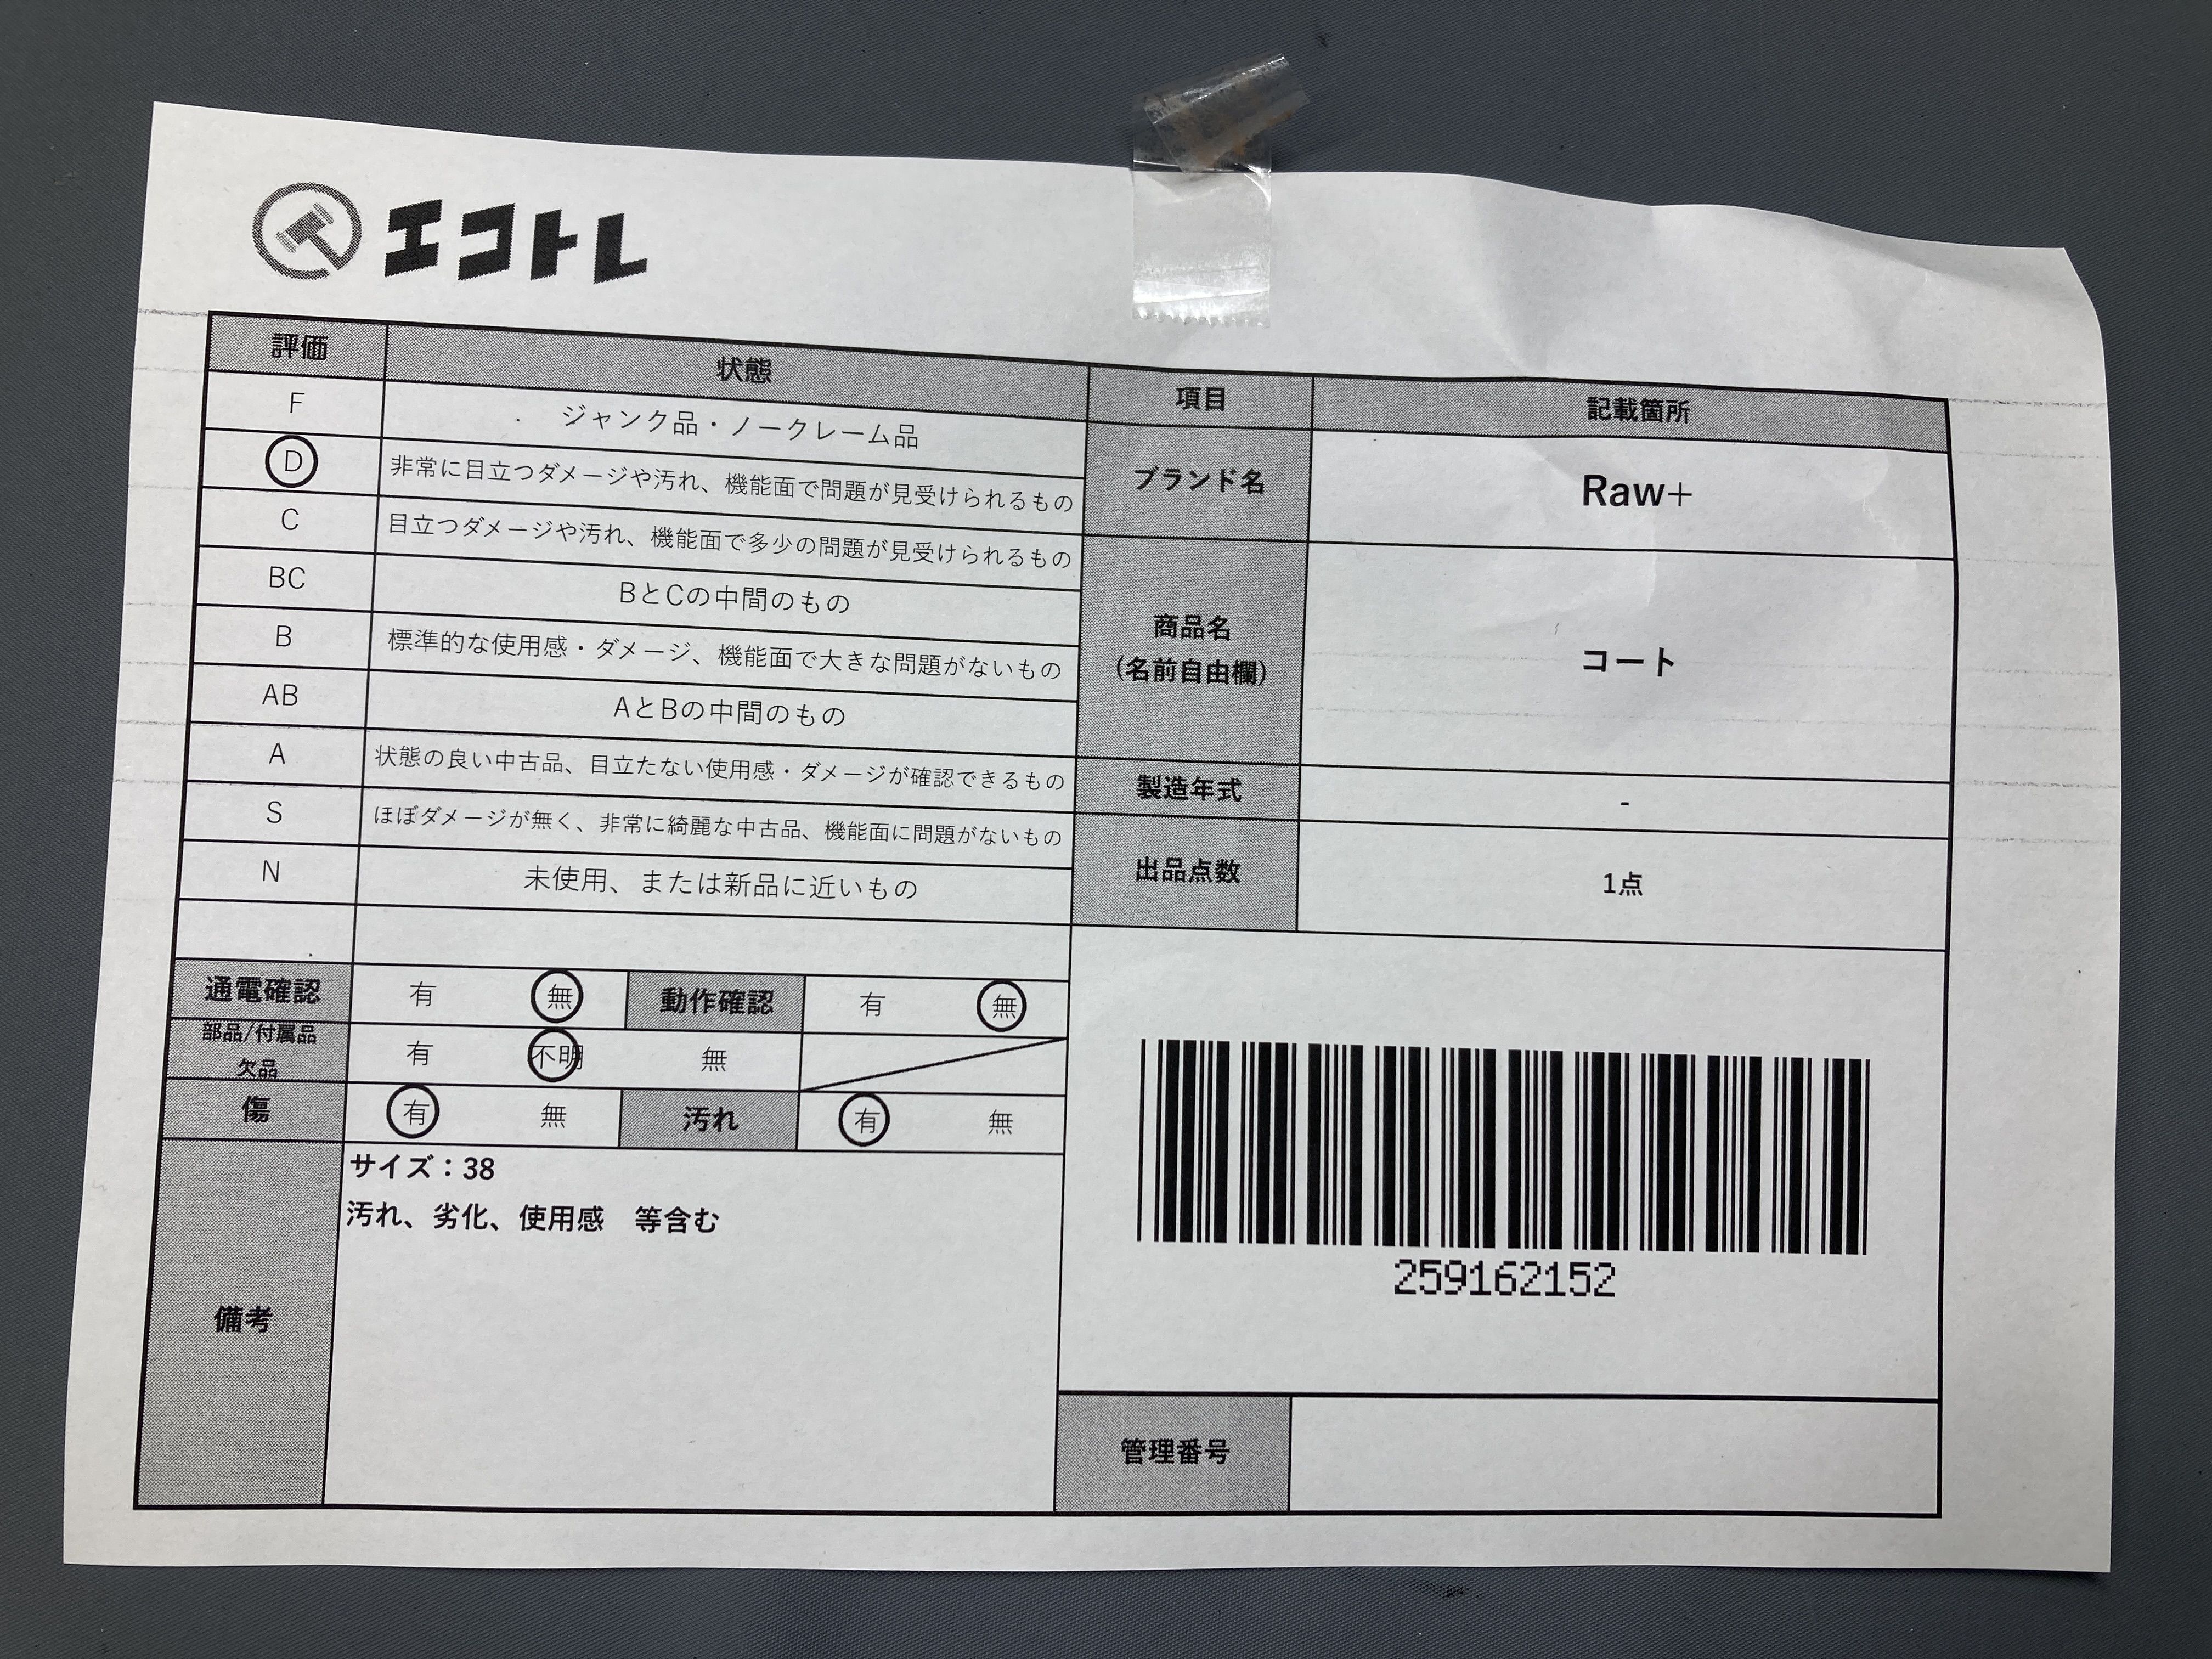 エコトレ
評価 状態
F ジャンク品・ノークレーム品
D 非常に目立つダメージや汚れ、機能面で問題が見受けられるもの
C 目立つダメージや汚れ、機能面で多少の問題が見受けられるもの
BC BとCの中間のもの
B 標準的な使用感・ダメージ、機能面で大きな問題がないもの
AB AとBの中間のもの
A 状態の良い中古品、目立たない使用感・ダメージが確認できるもの
S ほぼダメージが無く、非常に綺麗な中古品、機能面に問題がないもの
N 未使用、または新品に近いもの
通電確認 有 無 動作確認 有 無
部品/付属品
欠品 有 不明 無
傷 有 無 汚れ 有 無
備考
サイズ：38
汚れ、劣化、使用感　等含む
項目 記載箇所
ブランド名 Raw+
商品名
（名前自由欄） コート
製造年式 -
出品点数 1点
259162152
管理番号